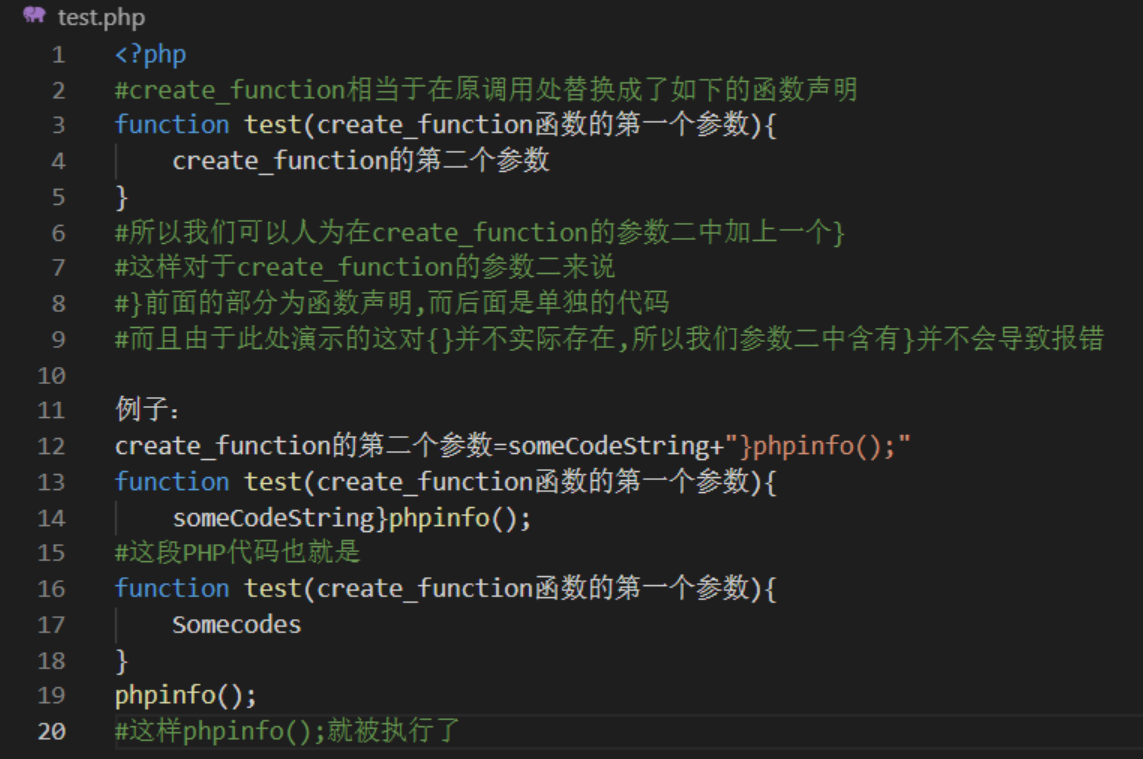 test.php
1 <?php
2 #create_function相当于在原调用处替换成了如下的函数声明
3 function test(create_function函数的第一个参数){
4     create_function的第二个参数
5 }
6 #所以我们可以人为在create_function的参数二中加上一个}
7 #这样对于create_function的参数二来说
8 #}前面的部分为函数声明,而后面是单独的代码
9 #而且由于此处演示的这对{}并不实际存在,所以我们参数二中含有}并不会导致报错
10
11 例子:
12 create_function的第二个参数=someCodeString+"}phpinfo();"
13 function test(create_function函数的第一个参数){
14     someCodeString}phpinfo();
15 #这段PHP代码也就是
16 function test(create_function函数的第一个参数){
17     Somecodes
18 }
19 phpinfo();
20 #这样phpinfo();就被执行了